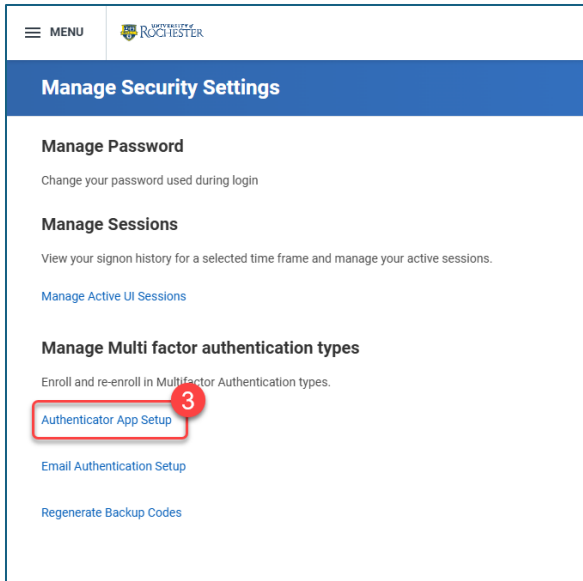 MENU
UNIVERSITY of
ROCHESTER
Manage Security Settings
Manage Password
Change your password used during login
Manage Sessions
View your signon history for a selected time frame and manage your active sessions.
Manage Active UI Sessions
Manage Multi factor authentication types
Enroll and re-enroll in Multifactor Authentication types.
3
Authenticator App Setup
Email Authentication Setup
Regenerate Backup Codes